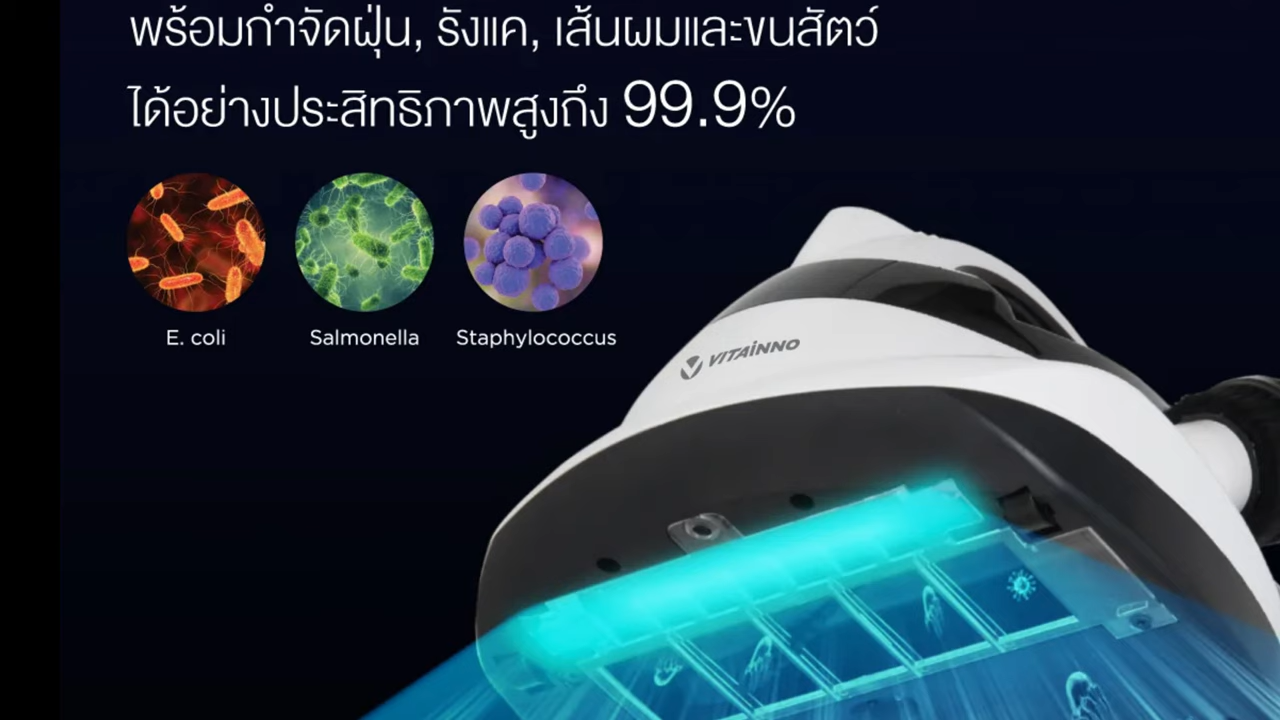 พร้อมกำจัดฝุ่น, รังแค, เส้นผมและขนสัตว์
ได้อย่างประสิทธิภาพสูงถึง 99.9%
E. coli
Salmonella
Staphylococcus
VITAiNNO